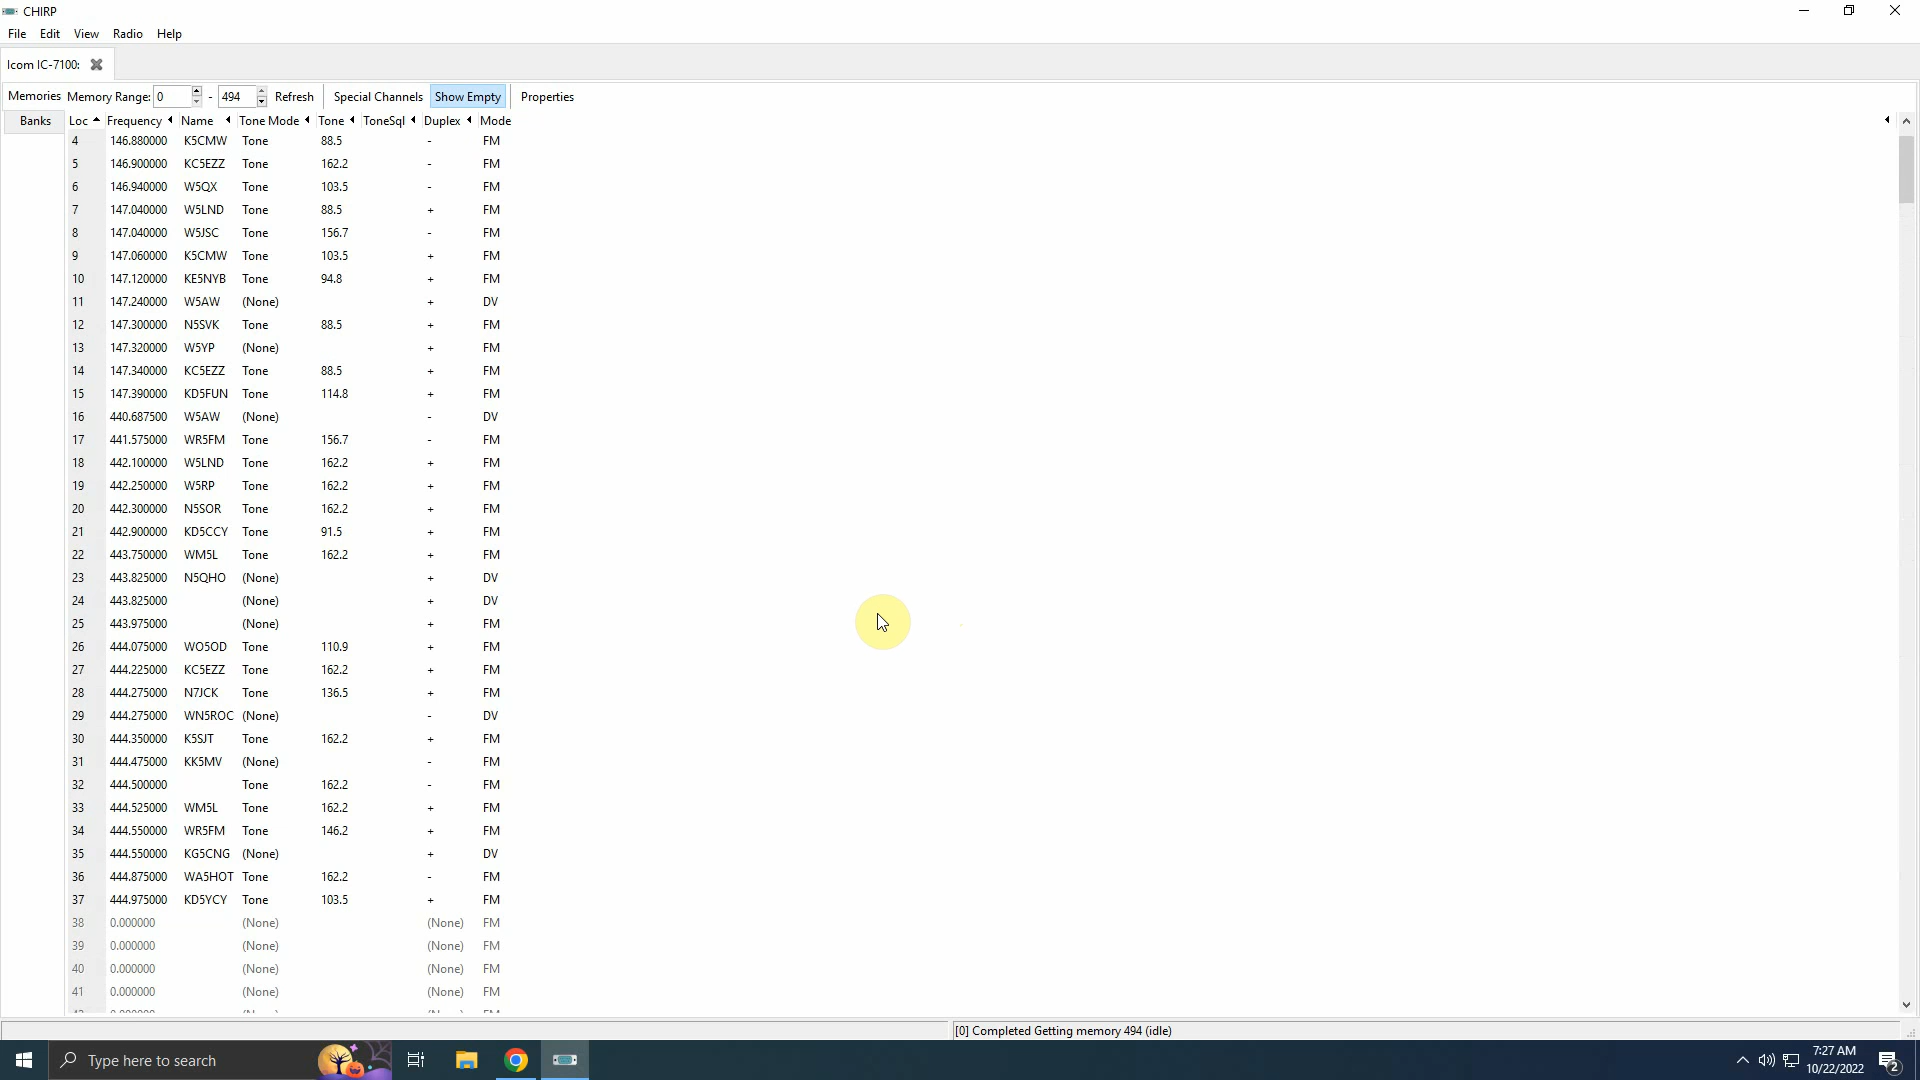 CHIRP
File Edit View Radio Help
Icom IC-7100:
Memories Memory Range: 0 - 494 Refresh Special Channels Show Empty Properties
Banks Loc Frequency Name Tone Mode Tone ToneSql Duplex Mode
4 146.880000 K5CMW Tone 88.5 - FM
5 146.900000 KC5EZZ Tone 162.2 - FM
6 146.940000 W5QX Tone 103.5 - FM
7 147.040000 W5LND Tone 88.5 + FM
8 147.040000 W5JSC Tone 156.7 - FM
9 147.060000 K5CMW Tone 103.5 + FM
10 147.120000 KE5NYB Tone 94.8 + FM
11 147.240000 W5AW (None) + DV
12 147.300000 N5SVK Tone 88.5 + FM
13 147.320000 W5YP (None) + FM
14 147.340000 KC5EZZ Tone 88.5 + FM
15 147.390000 KD5FUN Tone 114.8 + FM
16 440.687500 W5AW (None) - DV
17 441.575000 WR5FM Tone 156.7 - FM
18 442.100000 W5LND Tone 162.2 + FM
19 442.250000 W5RP Tone 162.2 + FM
20 442.300000 N5SOR Tone 162.2 + FM
21 442.900000 KD5CCY Tone 91.5 + FM
22 443.750000 WM5L Tone 162.2 + FM
23 443.825000 N5QHO (None) + DV
24 443.825000 (None) + DV
25 443.975000 (None) + FM
26 444.075000 WO5OD Tone 110.9 + FM
27 444.225000 KC5EZZ Tone 162.2 + FM
28 444.275000 N7JCK Tone 136.5 + FM
29 444.275000 WN5ROC (None) - DV
30 444.350000 K5SJT Tone 162.2 + FM
31 444.475000 KK5MV (None) - FM
32 444.500000 Tone 162.2 - FM
33 444.525000 WM5L Tone 162.2 + FM
34 444.550000 WR5FM Tone 146.2 + FM
35 444.550000 KG5CNG (None) + DV
36 444.875000 WA5HOT Tone 162.2 - FM
37 444.975000 KD5YCY Tone 103.5 + FM
38 0.000000 (None) (None) FM
39 0.000000 (None) (None) FM
40 0.000000 (None) (None) FM
41 0.000000 (None) (None) FM
[0] Completed Getting memory 494 (idle)
Type here to search
7:27 AM
10/22/2022
2